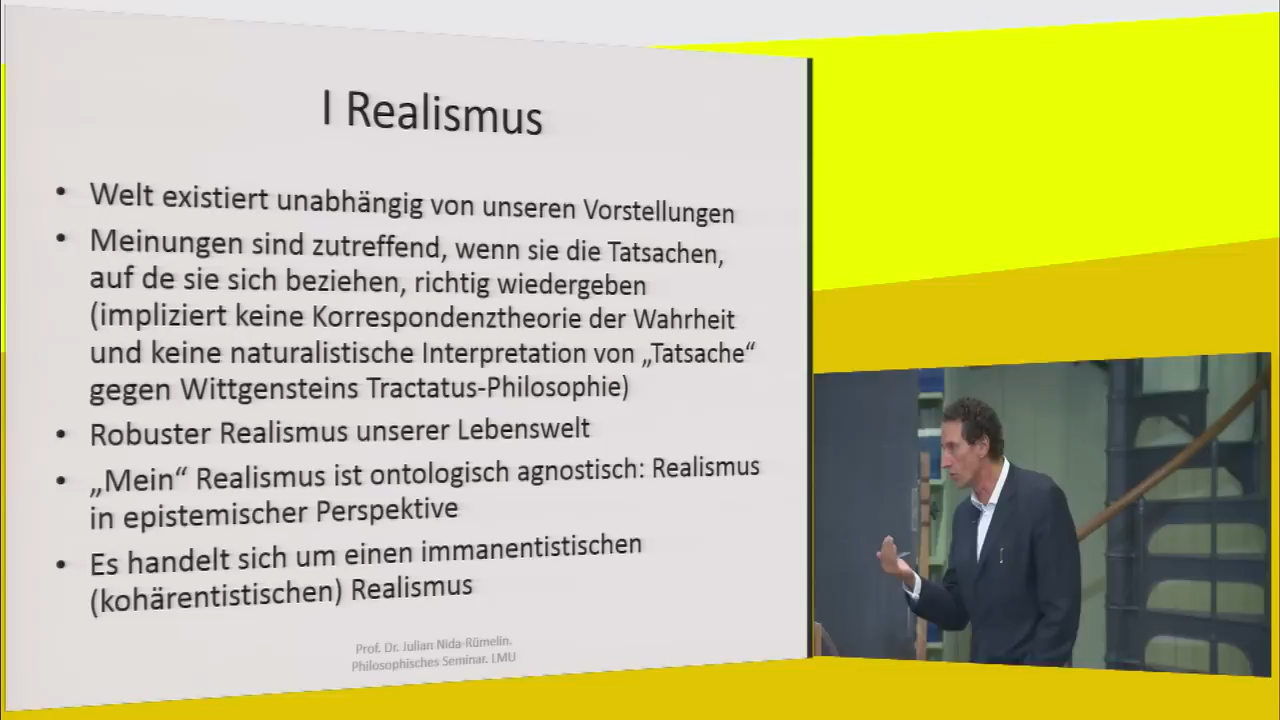 I Realismus
• Welt existiert unabhängig von unseren Vorstellungen
• Meinungen sind zutreffend, wenn sie die Tatsachen,
auf de sie sich beziehen, richtig wiedergeben
(impliziert keine Korrespondenztheorie der Wahrheit
und keine naturalistische Interpretation von „Tatsache“
gegen Wittgensteins Tractatus-Philosophie)
• Robuster Realismus unserer Lebenswelt
• „Mein“ Realismus ist ontologisch agnostisch: Realismus
in epistemischer Perspektive
• Es handelt sich um einen immanentistischen
(kohärentistischen) Realismus
Prof. Dr. Julian Nida-Rümelin.
Philosophisches Seminar. LMU